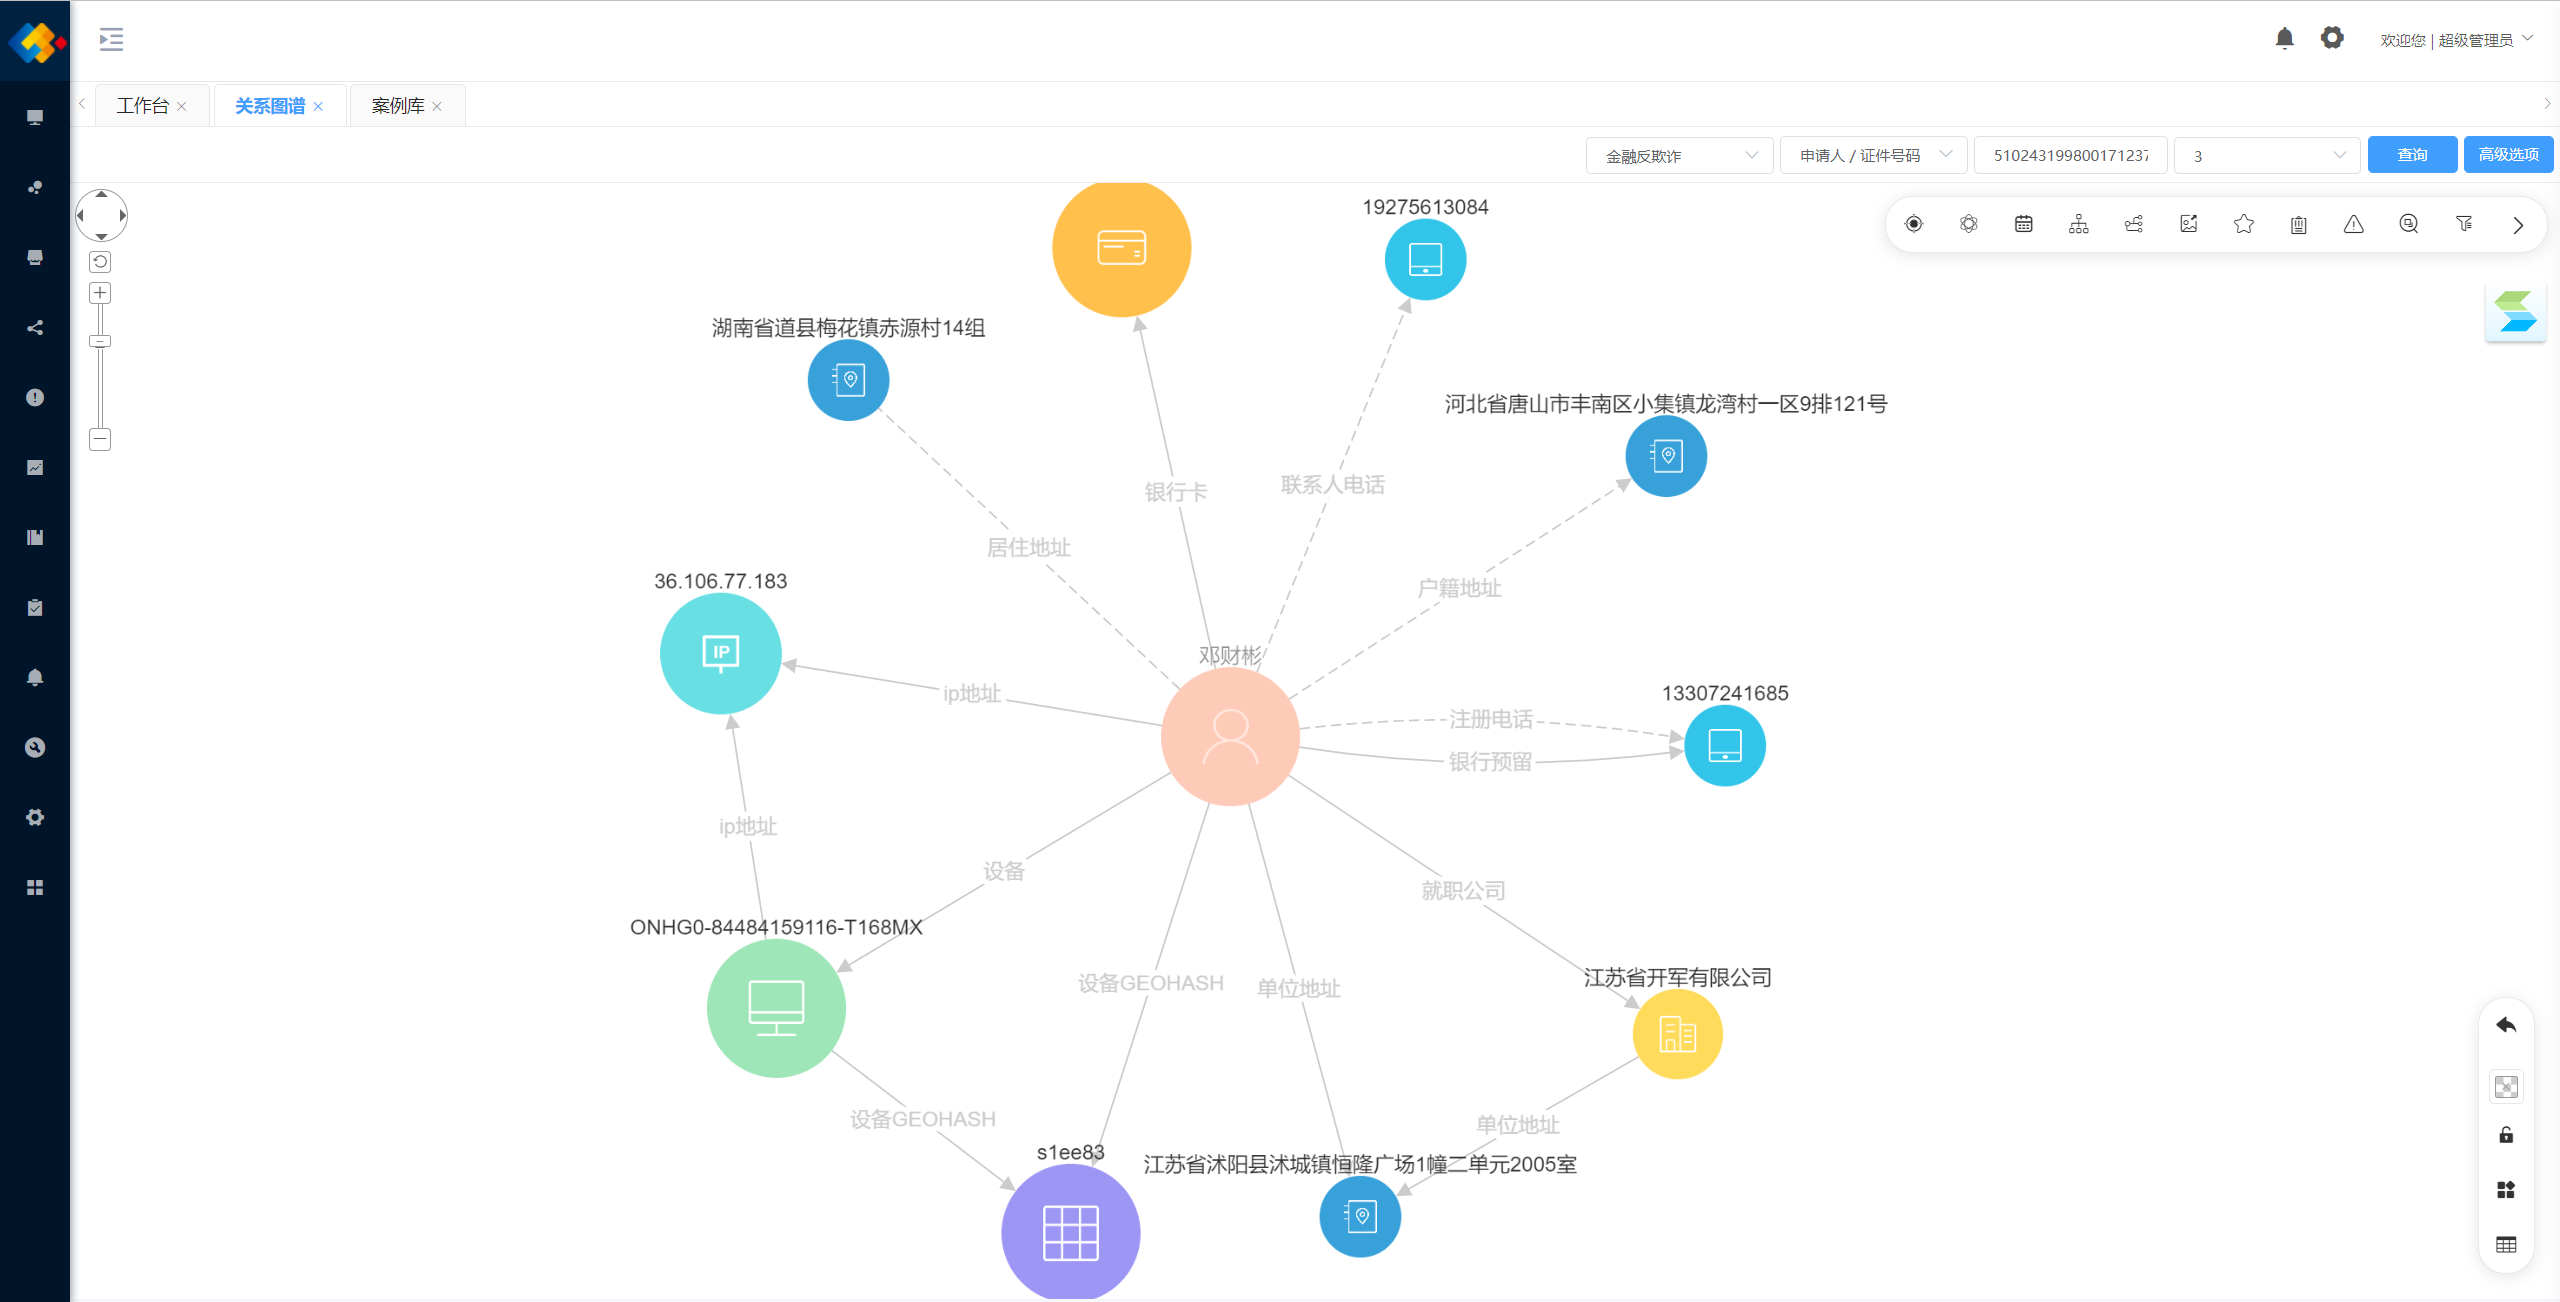 欢迎您 | 超级管理员
工作台
关系图谱
案例库
金融反欺诈
申请人 / 证件号码
510243199800171237
3
查询
高级选项
19275613084
湖南省道县梅花镇赤源村14组
河北省唐山市丰南区小集镇龙湾村一区9排121号
银行卡
联系人电话
居住地址
户籍地址
36.106.77.183
IP
邓财彬
ip地址
13307241685
注册电话
银行预留
ip地址
设备
就职公司
ONHG0-84484159116-T168MX
设备GEOHASH
单位地址
江苏省开军有限公司
设备GEOHASH
单位地址
s1ee83
江苏省沭阳县沭城镇恒隆广场1幢二单元2005室